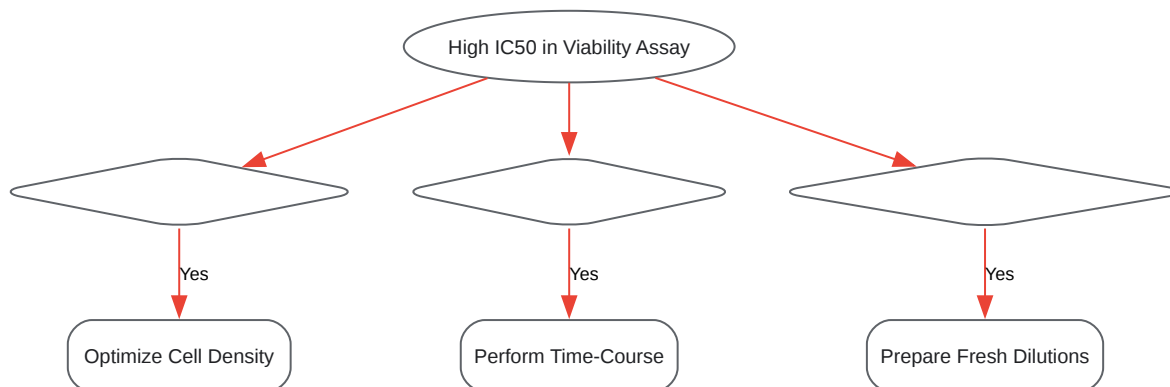 High IC50 in Viability Assay
Yes
Yes
Yes
Optimize Cell Density
Perform Time-Course
Prepare Fresh Dilutions